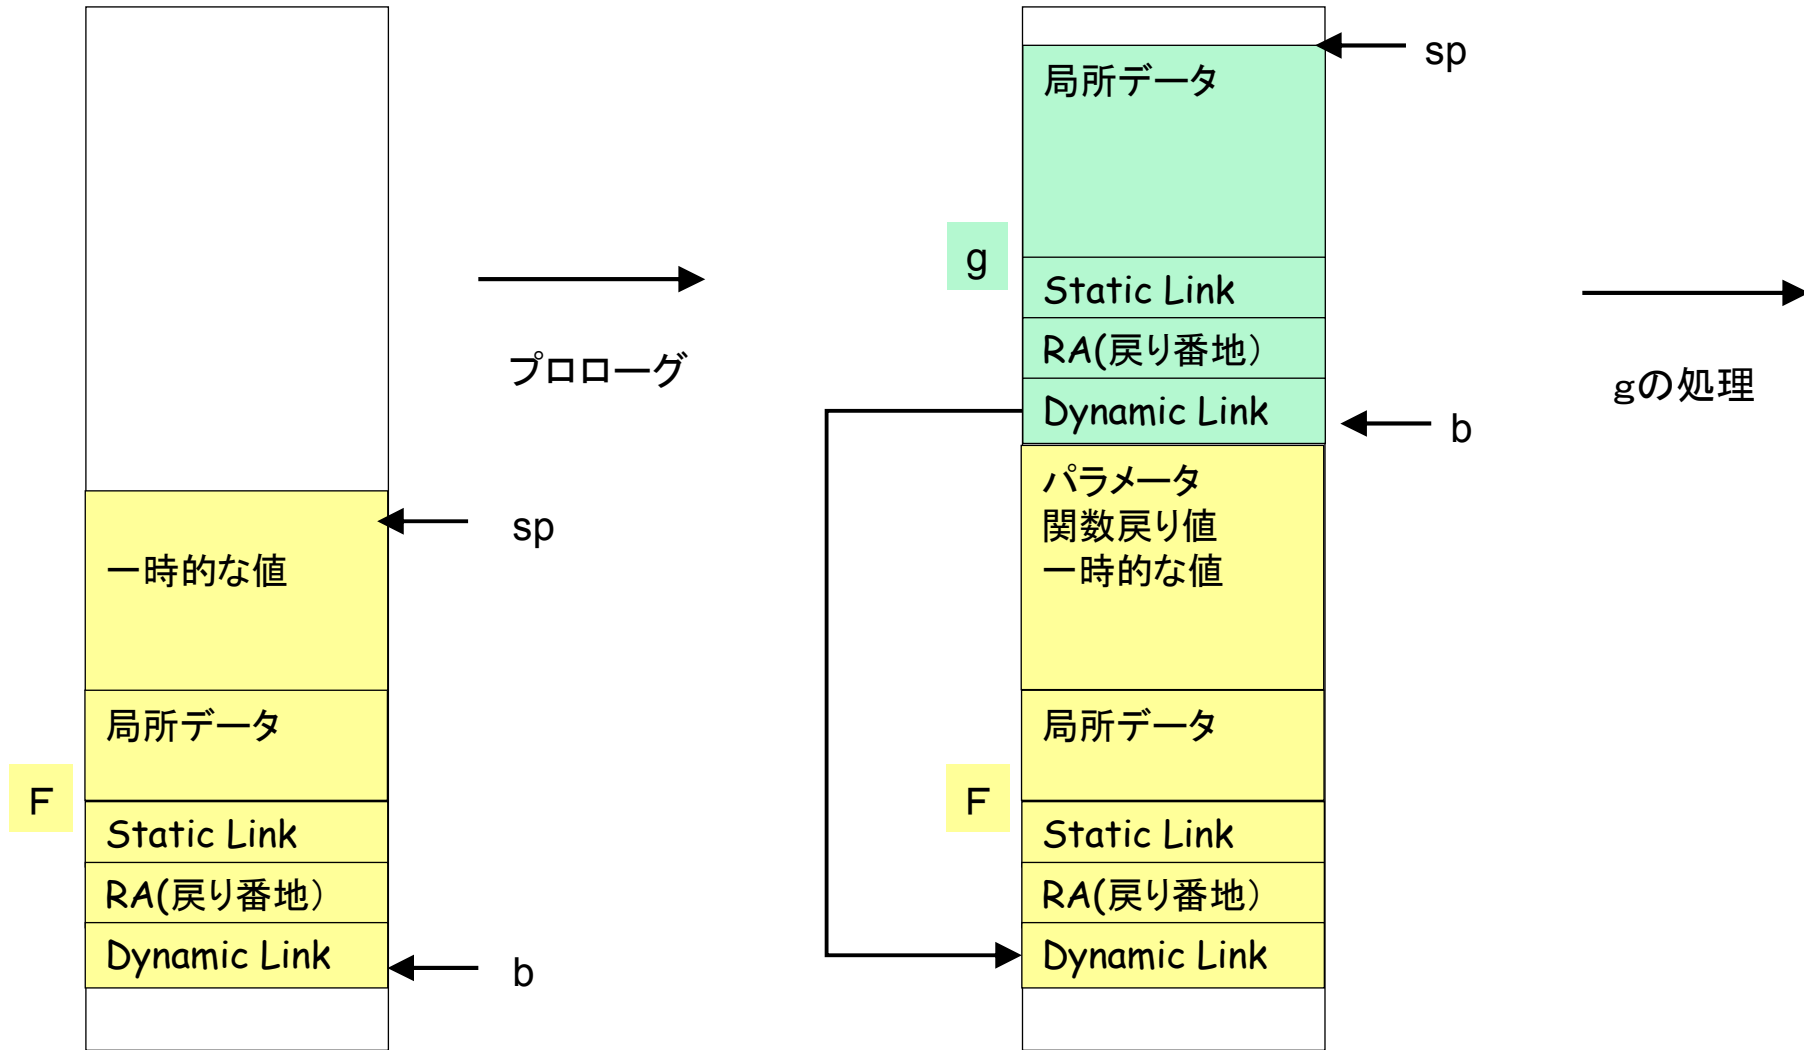 sp
一時的な値
局所データ
F
Static Link
RA(戻り番地)
Dynamic Link
b
プロローグ
sp
局所データ
g
Static Link
RA(戻り番地)
Dynamic Link
b
パラメータ
関数戻り値
一時的な値
局所データ
F
Static Link
RA(戻り番地)
Dynamic Link
gの処理